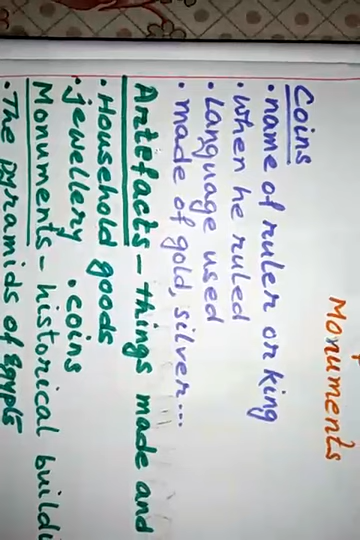 Monuments
Coins
• name of ruler or king
• when he ruled
• Language used
• made of gold, silver...
Artefacts - things made and
• Household goods
• jewellery • coins
Monuments - historical buildi
• The pyramids of Egypt